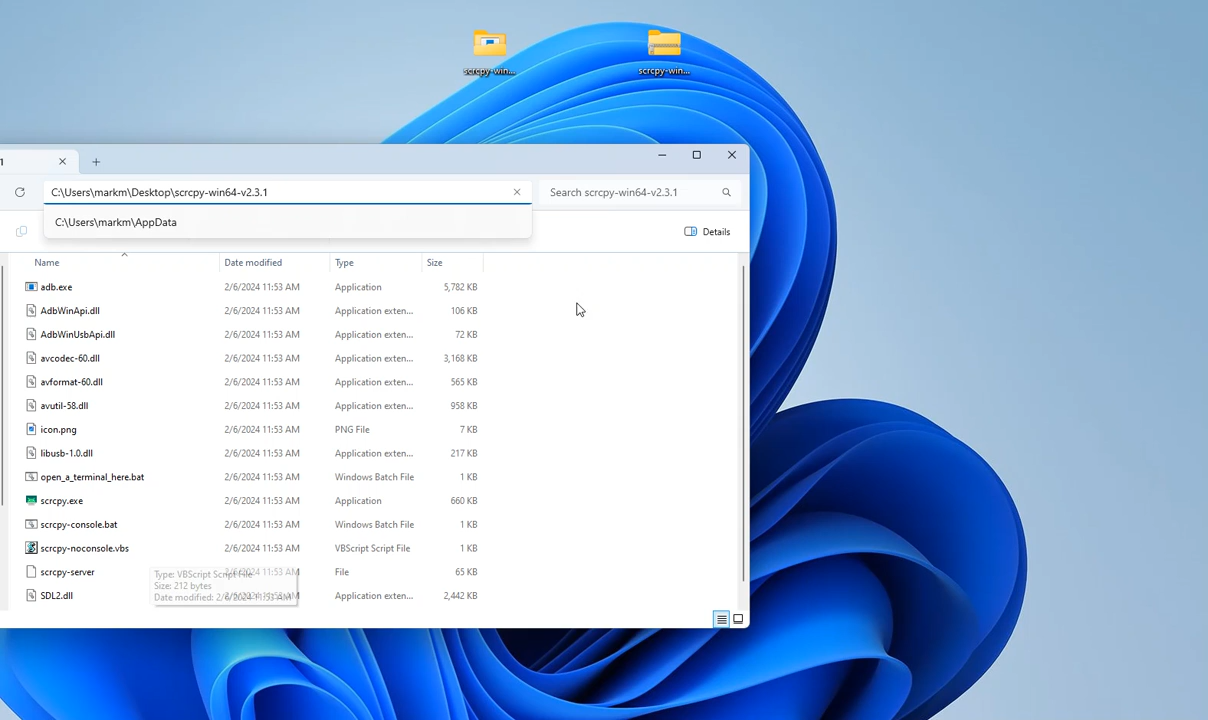 scrcpy-win...
scrcpy-win...
1
C:\Users\markm\Desktop\scrcpy-win64-v2.3.1
Search scrcpy-win64-v2.3.1
C:\Users\markm\AppData
Details
Name Date modified Type Size
adb.exe 2/6/2024 11:53 AM Application 5,782 KB
AdbWinApi.dll 2/6/2024 11:53 AM Application exten... 106 KB
AdbWinUsbApi.dll 2/6/2024 11:53 AM Application exten... 72 KB
avcodec-60.dll 2/6/2024 11:53 AM Application exten... 3,168 KB
avformat-60.dll 2/6/2024 11:53 AM Application exten... 565 KB
avutil-58.dll 2/6/2024 11:53 AM Application exten... 958 KB
icon.png 2/6/2024 11:53 AM PNG File 7 KB
libusb-1.0.dll 2/6/2024 11:53 AM Application exten... 217 KB
open_a_terminal_here.bat 2/6/2024 11:53 AM Windows Batch File 1 KB
scrcpy.exe 2/6/2024 11:53 AM Application 660 KB
scrcpy-console.bat 2/6/2024 11:53 AM Windows Batch File 1 KB
scrcpy-noconsole.vbs 2/6/2024 11:53 AM VBScript Script File 1 KB
scrcpy-server 2/6/2024 11:53 AM File 65 KB
Type: VBScript Script File
Size: 212 bytes
Date modified: 2/6/2024 11:53 AM
SDL2.dll 2/6/2024 11:53 AM Application exten... 2,442 KB